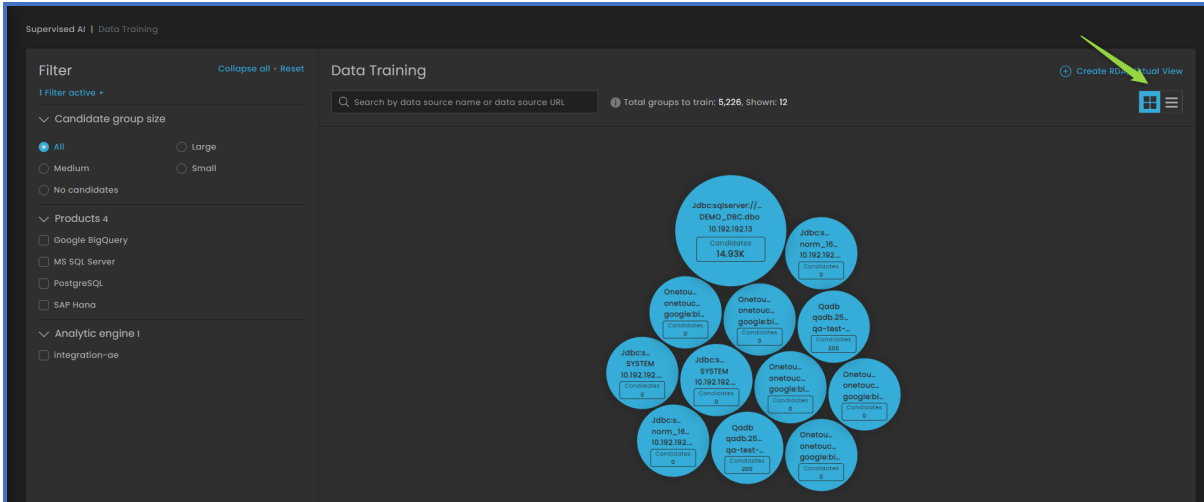 Supervised AI | Data Training
Filter
Collapse all • Reset
1 Filter active
Candidate group size
All
Large
Medium
Small
No candidates
Products 4
Google BigQuery
MS SQL Server
PostgreSQL
SAP Hana
Analytic engine 1
integration-ae
Data Training
Create RDA Virtual View
Search by data source name or data source URL
Total groups to train: 5,226, Shown: 12
Jdbc:sqlserver://...
DEMO_DBC.dbo
10.192.192.13
Candidates
14.93K
Jdbc:s...
norm_16...
10.192.192....
Candidates
0
Onetou...
onetouc...
google:bi...
Candidates
0
Onetou...
onetouc...
google:bi...
Candidates
0
Qadb
qadb.25...
qa-test-...
Candidates
200
Jdbc:s...
SYSTEM
10.192.192....
Candidates
0
Jdbc:s...
SYSTEM
10.192.192....
Candidates
0
Onetou...
onetouc...
google:bi...
Candidates
0
Onetou...
onetouc...
google:bi...
Candidates
0
Jdbc:s...
norm_16...
10.192.192....
Candidates
0
Qadb
qadb.25...
qa-test-...
Candidates
200
Onetou...
onetouc...
google:bi...
Candidates
0